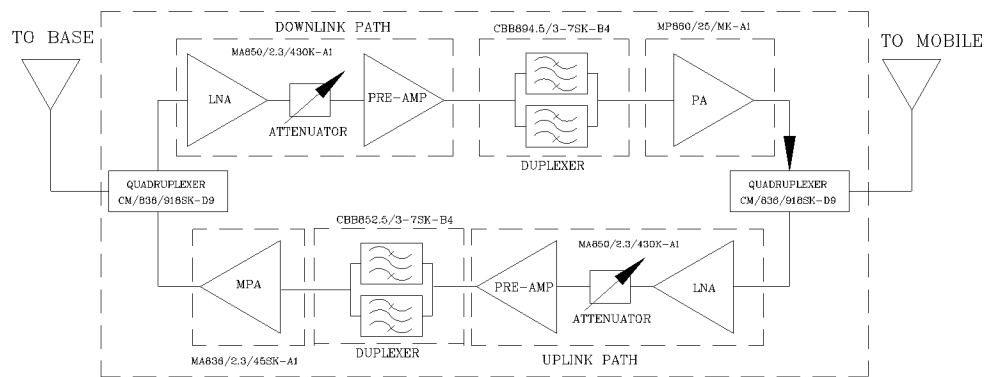 DOWNLINK PATH
CBB894.5/3-7SK-B4
MP860/25/MK-A1
TO BASE
TO MOBILE
MA850/2.3/430K-A1
LNA
PRE-AMP
PA
ATTENUATOR
DUPLEXER
QUADRUPLEXER
CM/836/918SK-D9
QUADRUPLEXER
CM/836/918SK-D9
CBB852.5/3-7SK-B4
MA850/2.3/430K-A1
MPA
PRE-AMP
LNA
ATTENUATOR
DUPLEXER
MA836/2.3/45SK-A1
UPLINK PATH